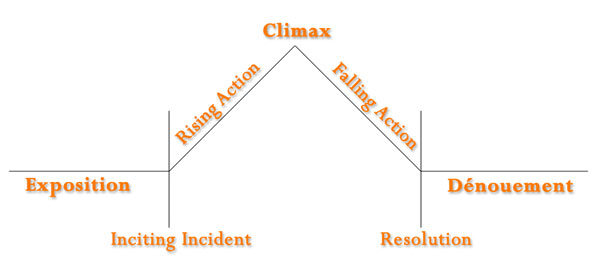 Climax
Rising Action
Falling Action
Exposition
Dénouement
Inciting Incident
Resolution